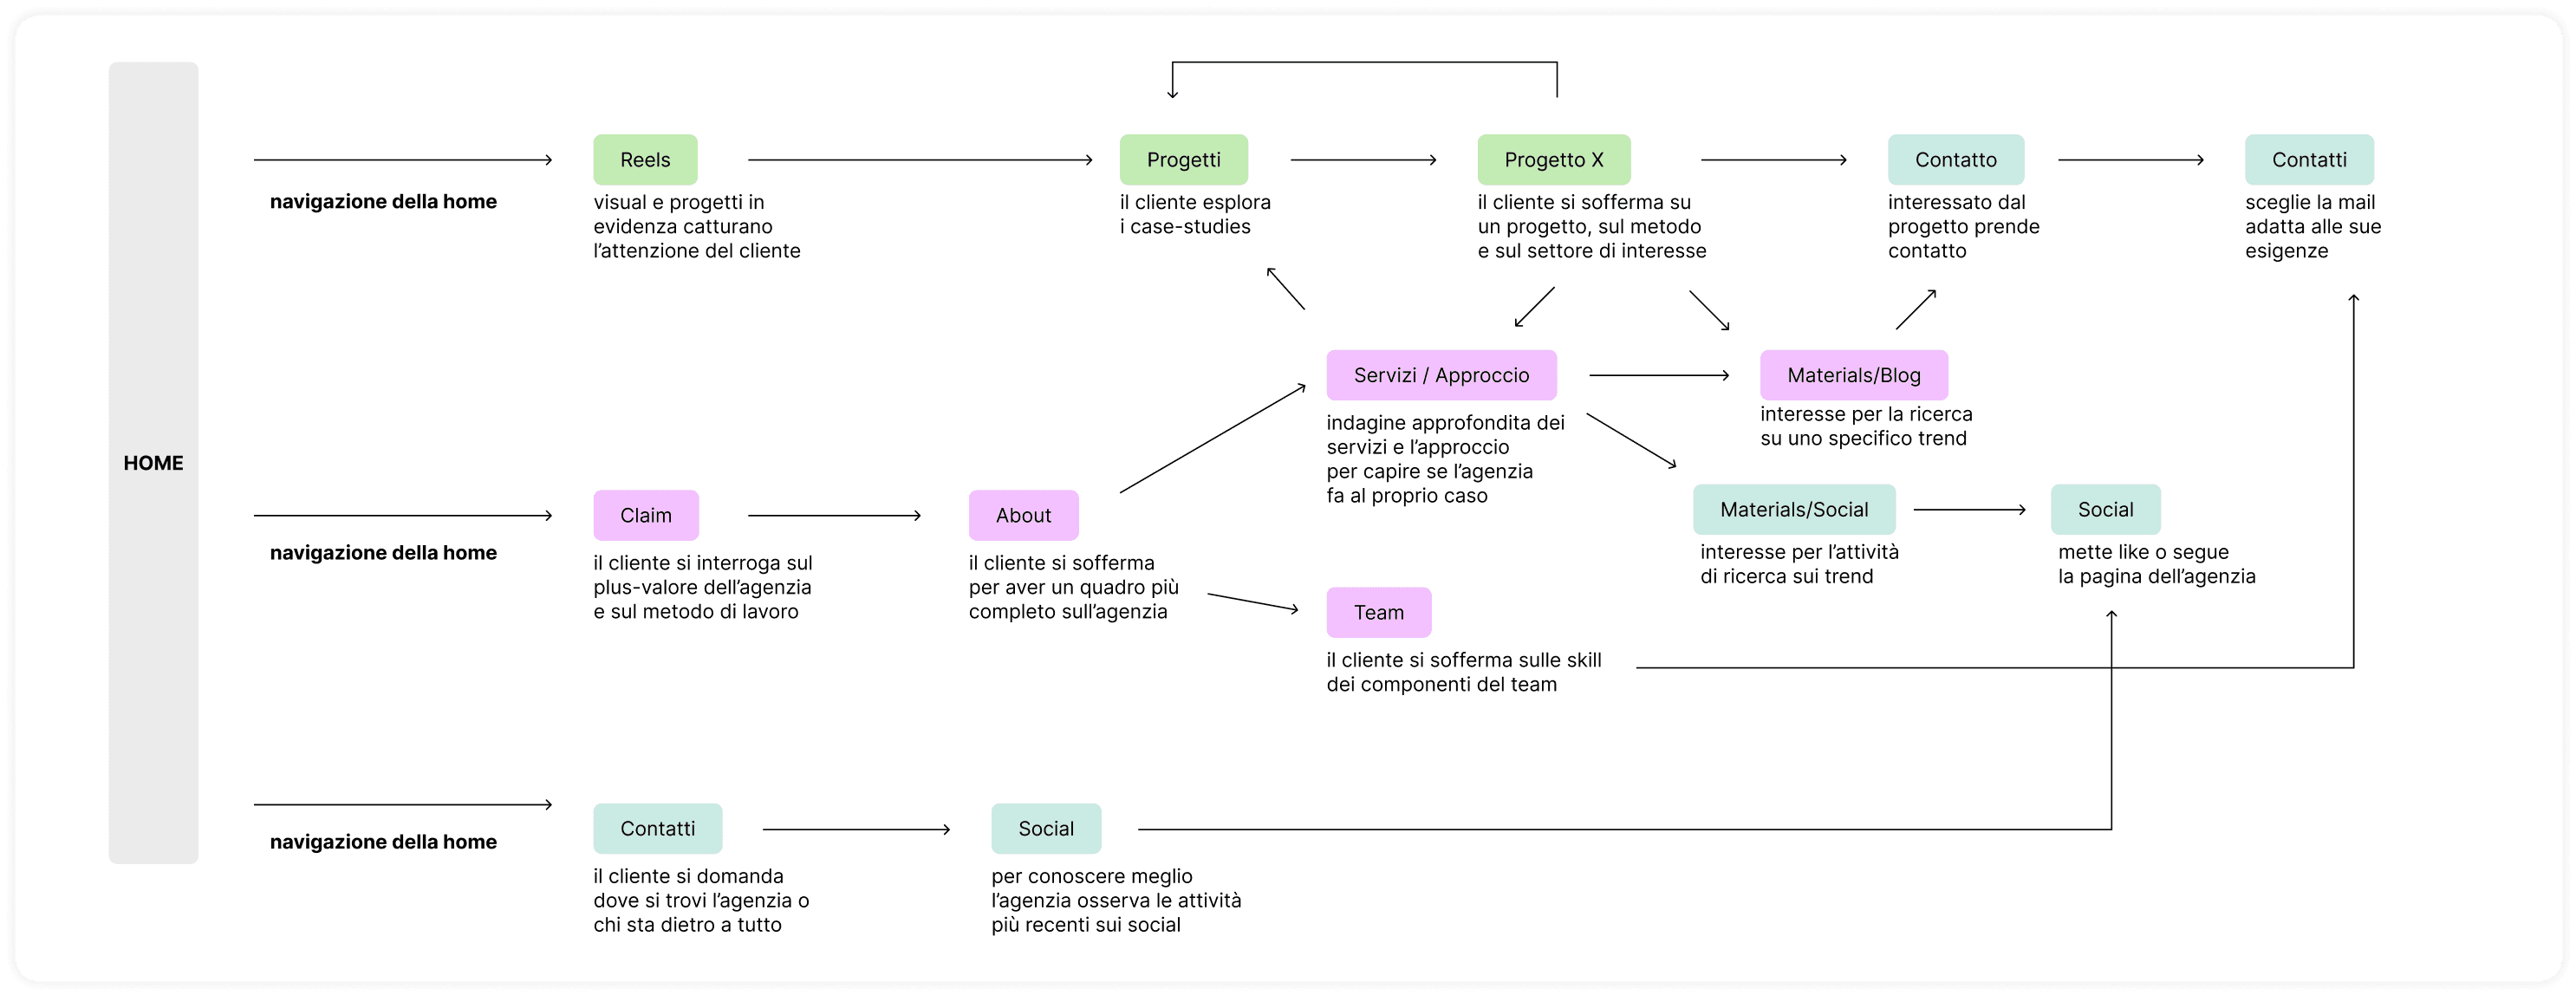 HOME
navigazione della home
Reels
visual e progetti in
evidenza catturano
l’attenzione del cliente
Progetti
il cliente esplora
i case-studies
Progetto X
il cliente si sofferma su
un progetto, sul metodo
e sul settore di interesse
Contatto
interessato dal
progetto prende
contatto
Contatti
sceglie la mail
adatta alle sue
esigenze
Servizi / Approccio
indagine approfondita dei
servizi e l’approccio
per capire se l’agenzia
fa al proprio caso
Materials/Blog
interesse per la ricerca
su uno specifico trend
navigazione della home
Claim
il cliente si interroga sul
plus-valore dell’agenzia
e sul metodo di lavoro
About
il cliente si sofferma
per aver un quadro più
completo sull’agenzia
Materials/Social
interesse per l’attività
di ricerca sui trend
Social
mette like o segue
la pagina dell’agenzia
Team
il cliente si sofferma sulle skill
dei componenti del team
navigazione della home
Contatti
il cliente si domanda
dove si trovi l’agenzia o
chi sta dietro a tutto
Social
per conoscere meglio
l’agenzia osserva le attività
più recenti sui social